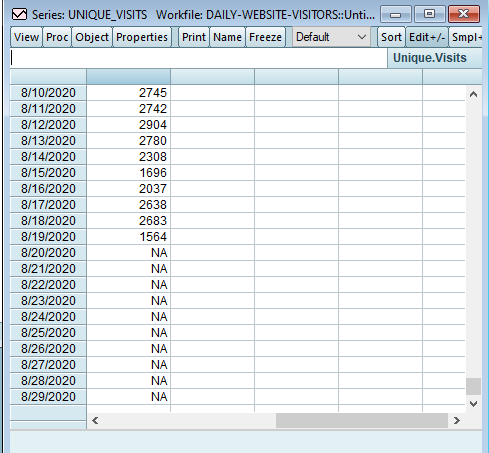 Series: UNIQUE_VISITS Workfile: DAILY-WEBSITE-VISITORS::Unti...
View Proc Object Properties Print Name Freeze Default Sort Edit+/- Smpl+
Unique.Visits
8/10/2020 2745
8/11/2020 2742
8/12/2020 2904
8/13/2020 2780
8/14/2020 2308
8/15/2020 1696
8/16/2020 2037
8/17/2020 2638
8/18/2020 2683
8/19/2020 1564
8/20/2020 NA
8/21/2020 NA
8/22/2020 NA
8/23/2020 NA
8/24/2020 NA
8/25/2020 NA
8/26/2020 NA
8/27/2020 NA
8/28/2020 NA
8/29/2020 NA